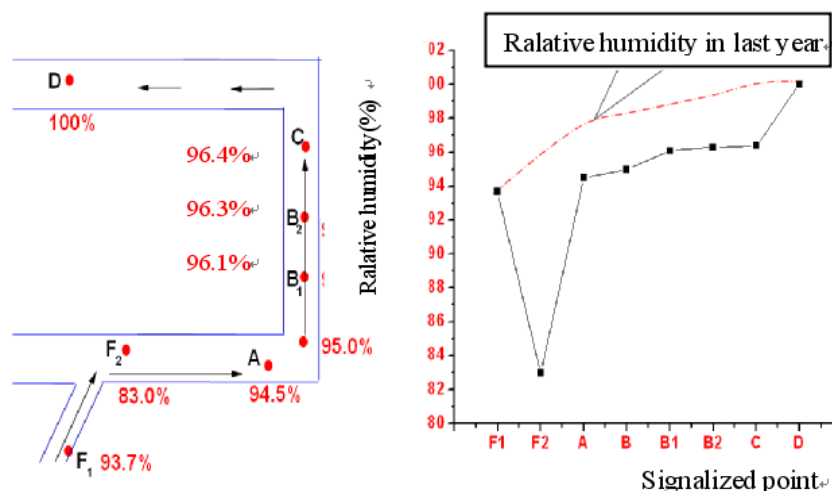 D
100%
C
96.4%
96.3%
B2
96.1%
B1
95.0%
F2
A
83.0%
94.5%
F1 93.7%
Ralative humidity in last year
Ralative humidity(%)
02
00
98
96
94
92
90
88
86
84
82
80
F1 F2 A B B1 B2 C D
Signalized point